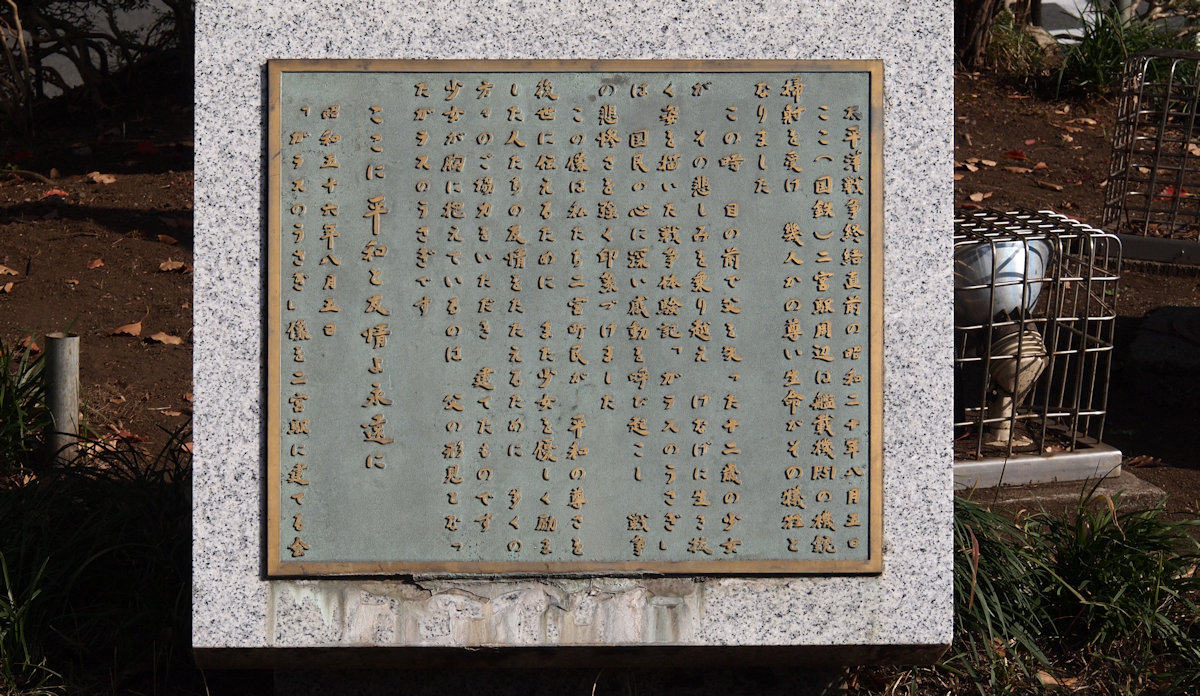 太平洋戦争終結直前の昭和二十年八月五日
ここ(国鉄)二宮駅周辺は艦載機の機銃
掃射を受け 幾人かの尊い生命がその犠牲と
なりました
この時 目の前で父を失った十二歳の少女
が その悲しみを乗り越え けなげに生き抜
く姿を描いた戦争体験記「ガラスのうさぎ」
は 国民の心に深い感動を呼び起こし 戦争
の悲惨さを強く印象づけました
この像は私たち二宮町民が 平和の尊さを
後世に伝えるために また少女を優しく励ま
した人たちの友情をたたえるために 多くの
方々のご協力をいただき 建てたものです
少女が胸に抱えているのは 父の形見となっ
たガラスのうさぎです
ここに 平和と友情よ永遠に
昭和五十六年八月五日
「ガラスのうさぎ」像を二宮駅に建てる会